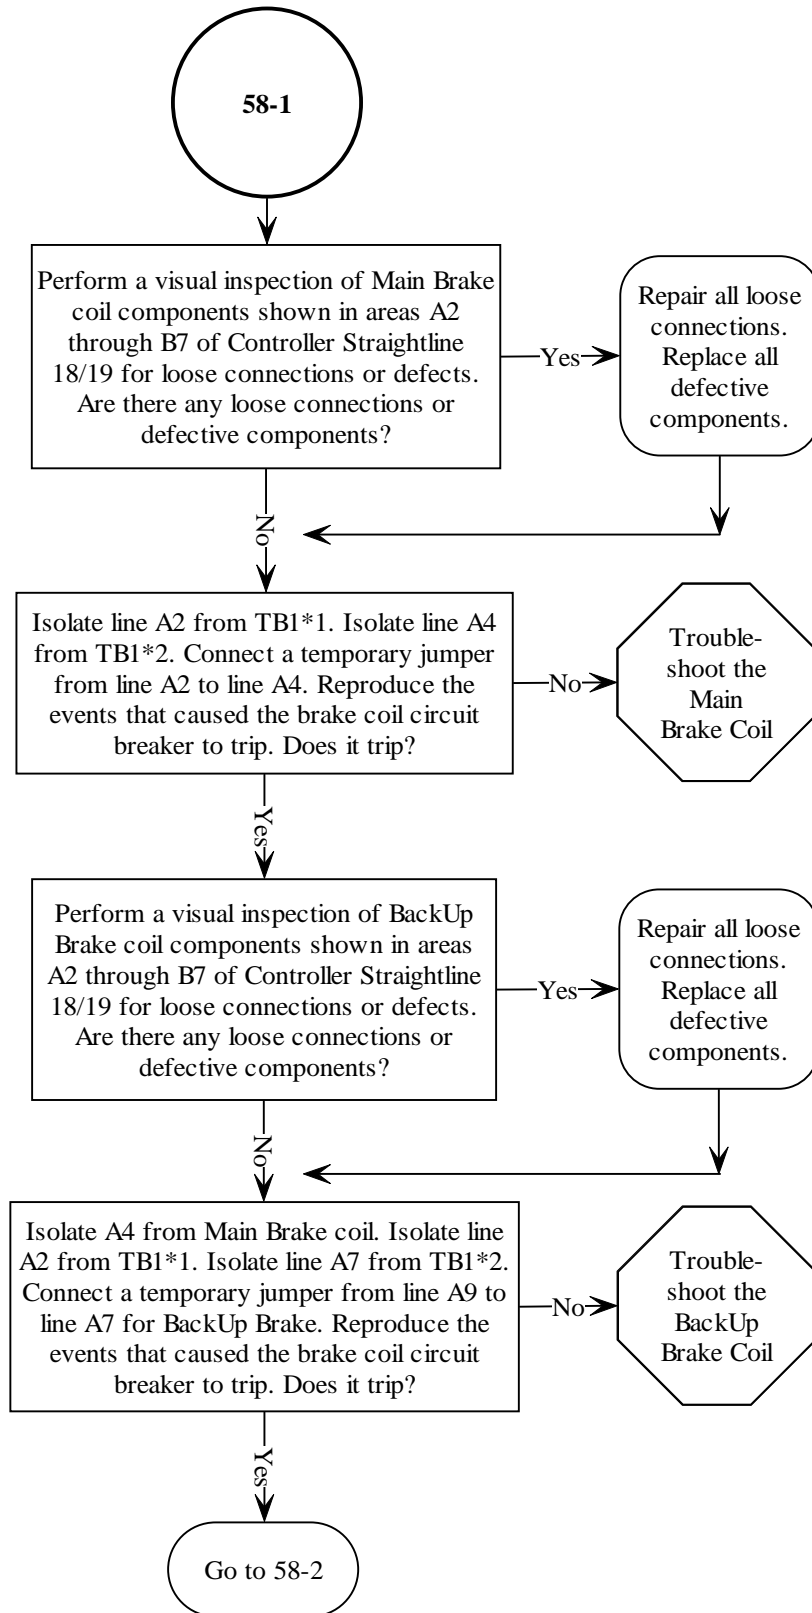 58-1
Perform a visual inspection of Main Brake
coil components shown in areas A2
through B7 of Controller Straightline
18/19 for loose connections or defects.
Are there any loose connections or
defective components?
Yes
Repair all loose
connections.
Replace all
defective
components.
No
Isolate line A2 from TB1*1. Isolate line A4
from TB1*2. Connect a temporary jumper
from line A2 to line A4. Reproduce the
events that caused the brake coil circuit
breaker to trip. Does it trip?
No
Trouble-
shoot the
Main
Brake Coil
Yes
Perform a visual inspection of BackUp
Brake coil components shown in areas
A2 through B7 of Controller Straightline
18/19 for loose connections or defects.
Are there any loose connections or
defective components?
Yes
Repair all loose
connections.
Replace all
defective
components.
No
Isolate A4 from Main Brake coil. Isolate line
A2 from TB1*1. Isolate line A7 from TB1*2.
Connect a temporary jumper from line A9 to
line A7 for BackUp Brake. Reproduce the
events that caused the brake coil circuit
breaker to trip. Does it trip?
No
Trouble-
shoot the
BackUp
Brake Coil
Yes
Go to 58-2